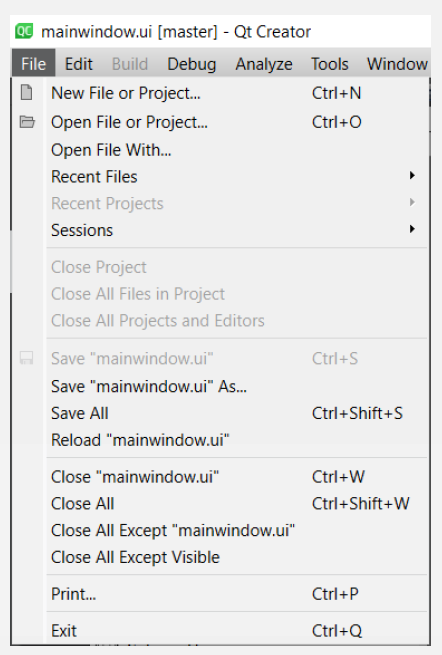 QC mainwindow.ui [master] - Qt Creator
File Edit Build Debug Analyze Tools Window
New File or Project... Ctrl+N
Open File or Project... Ctrl+O
Open File With...
Recent Files
Recent Projects
Sessions
Close Project
Close All Files in Project
Close All Projects and Editors
Save "mainwindow.ui" Ctrl+S
Save "mainwindow.ui" As...
Save All Ctrl+Shift+S
Reload "mainwindow.ui"
Close "mainwindow.ui" Ctrl+W
Close All Ctrl+Shift+W
Close All Except "mainwindow.ui"
Close All Except Visible
Print... Ctrl+P
Exit Ctrl+Q